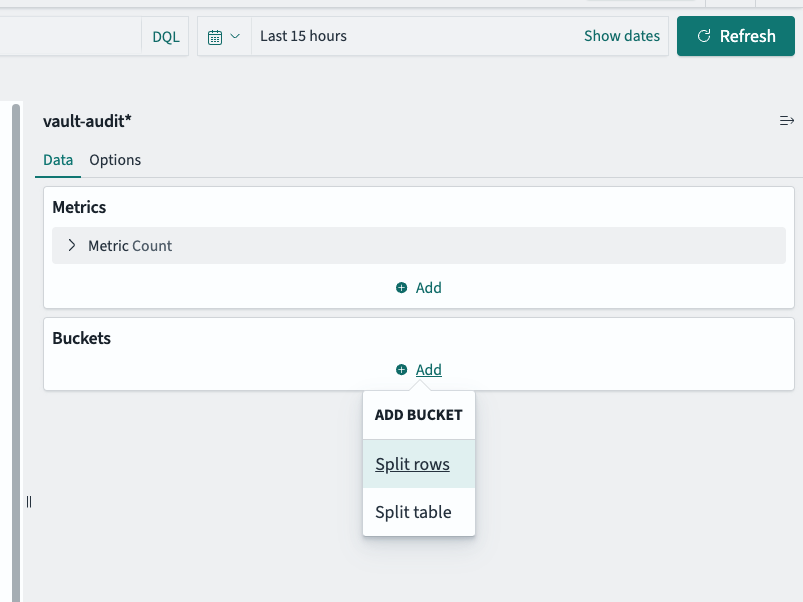 DQL
Last 15 hours
Show dates
Refresh
vault-audit*
Data Options
Metrics
Metric Count
Add
Buckets
Add
ADD BUCKET
Split rows
Split table